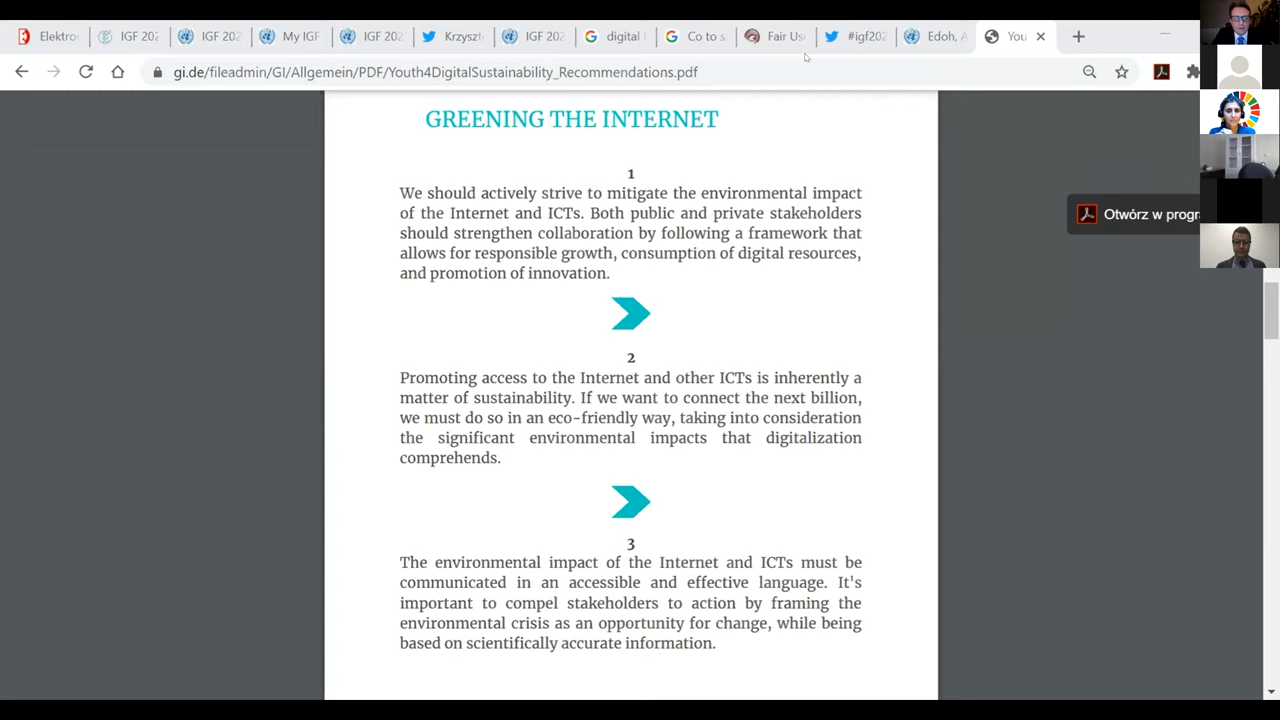 Elektro
IGF 202
IGF 202
My IGF
IGF 202
Krzyszt
IGF 202
digital t
Co to s
Fair Us
#igf202
Edoh, A
You
gi.de/fileadmin/GI/Allgemein/PDF/Youth4DigitalSustainability_Recommendations.pdf
GREENING THE INTERNET
1
We should actively strive to mitigate the environmental impact
of the Internet and ICTs. Both public and private stakeholders
should strengthen collaboration by following a framework that
allows for responsible growth, consumption of digital resources,
and promotion of innovation.
Otwórz w progra
2
Promoting access to the Internet and other ICTs is inherently a
matter of sustainability. If we want to connect the next billion,
we must do so in an eco-friendly way, taking into consideration
the significant environmental impacts that digitalization
comprehends.
3
The environmental impact of the Internet and ICTs must be
communicated in an accessible and effective language. It's
important to compel stakeholders to action by framing the
environmental crisis as an opportunity for change, while being
based on scientifically accurate information.